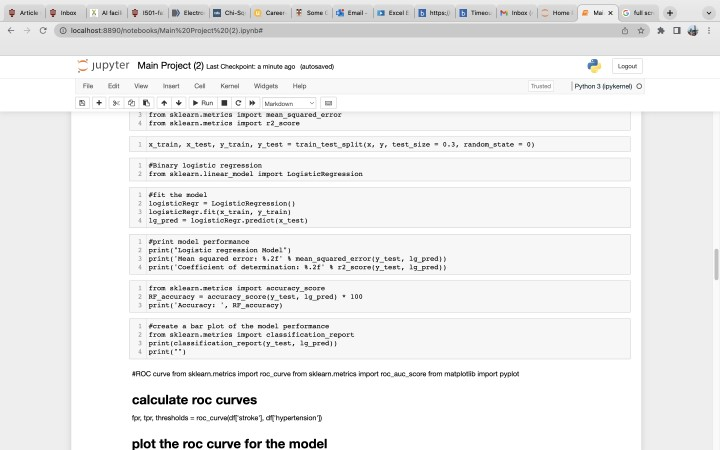 Article
Inbox
AI facil
I501-fa
Electro
Chi-Sc
Career
Some E
Email -
Excel E
https://
Timeo
Inbox (
Home
Mai
full scr
localhost:8890/notebooks/Main%20Project%20(2).ipynb#
jupyter Main Project (2) Last Checkpoint: a minute ago (autosaved)
Logout
File Edit View Insert Cell Kernel Widgets Help
Trusted Python 3 (ipykernel)
Run Markdown
3 from sklearn.metrics import mean_squared_error
4 from sklearn.metrics import r2_score
1 x_train, x_test, y_train, y_test = train_test_split(x, y, test_size = 0.3, random_state = 0)
1 #Binary logistic regression
2 from sklearn.linear_model import LogisticRegression
1 #fit the model
2 logisticRegr = LogisticRegression()
3 logisticRegr.fit(x_train, y_train)
4 lg_pred = logisticRegr.predict(x_test)
1 #print model performance
2 print("Logistic regression Model")
3 print('Mean squared error: %.2f' % mean_squared_error(y_test, lg_pred))
4 print('Coefficient of determination: %.2f' % r2_score(y_test, lg_pred))
1 from sklearn.metrics import accuracy_score
2 RF_accuracy = accuracy_score(y_test, lg_pred) * 100
3 print('Accuracy: ', RF_accuracy)
1 #create a bar plot of the model performance
2 from sklearn.metrics import classification_report
3 print(classification_report(y_test, lg_pred))
4 print("")
#ROC curve from sklearn.metrics import roc_curve from sklearn.metrics import roc_auc_score from matplotlib import pyplot
calculate roc curves
fpr, tpr, thresholds = roc_curve(df['stroke'], df['hypertension'])
plot the roc curve for the model